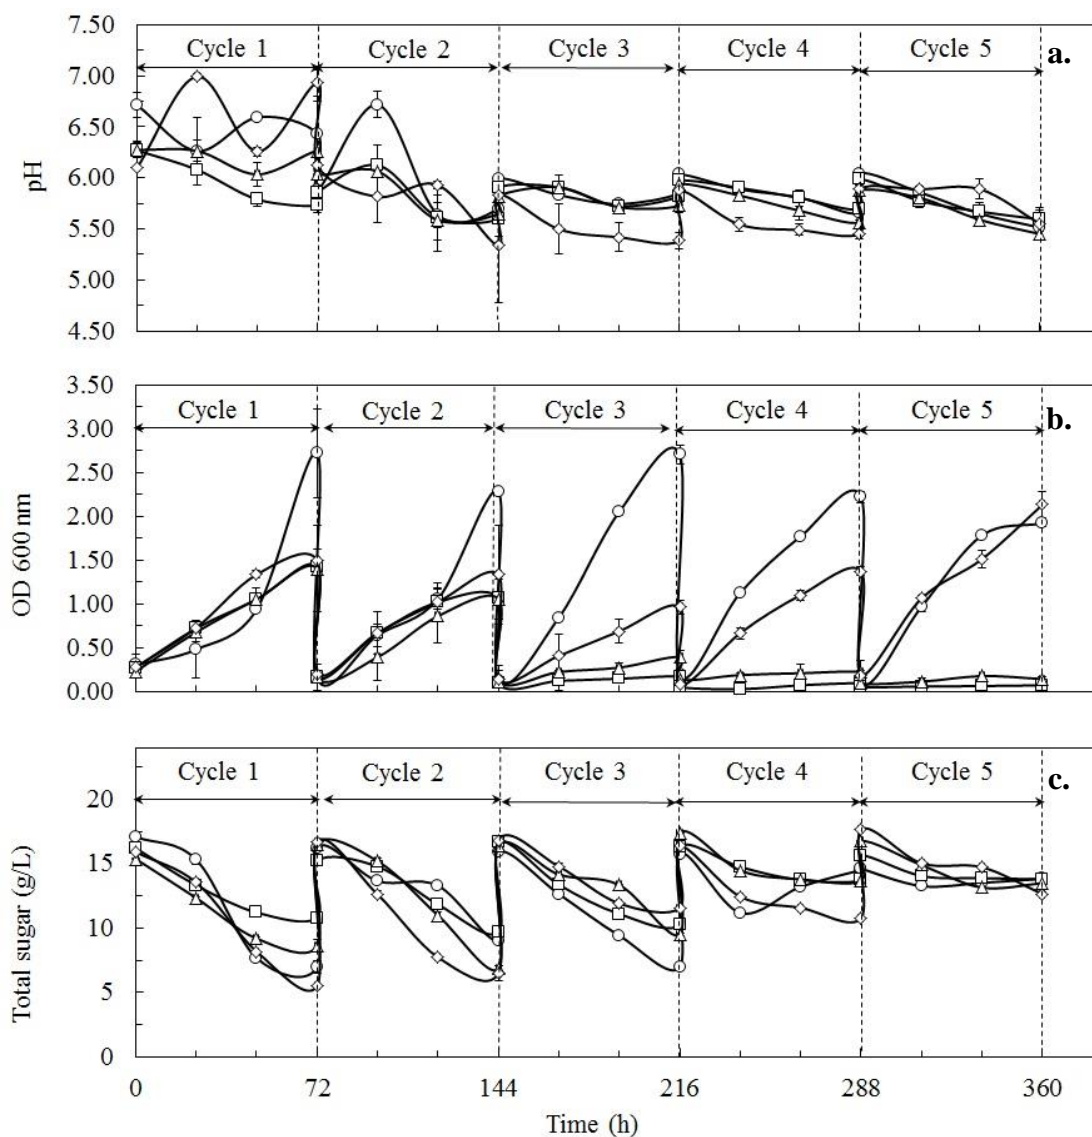 a.
Cycle 1 Cycle 2 Cycle 3 Cycle 4 Cycle 5
7.50
7.00
6.50
6.00
5.50
5.00
4.50
pH
b.
Cycle 1 Cycle 2 Cycle 3 Cycle 4 Cycle 5
3.50
3.00
2.50
2.00
1.50
1.00
0.50
0.00
OD 600 nm
c.
Cycle 1 Cycle 2 Cycle 3 Cycle 4 Cycle 5
20
15
10
5
0
Total sugar (g/L)
0 72 144 216 288 360
Time (h)